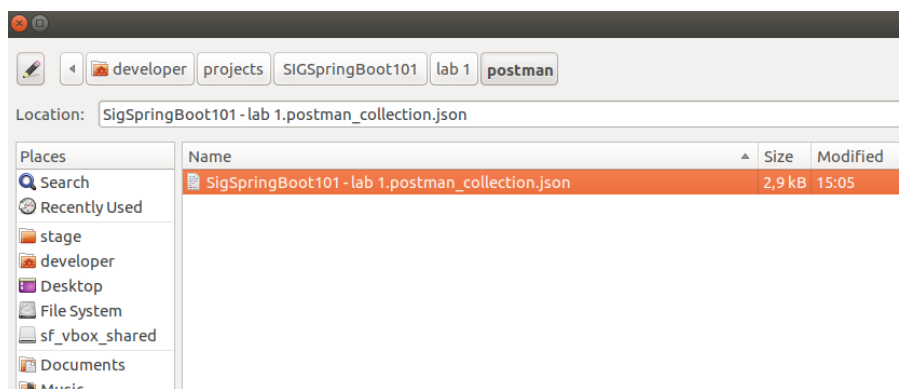 developer projects SIGSpringBoot101 lab 1 postman
Location: SigSpringBoot101 - lab 1.postman_collection.json
Places Name Size Modified
Search SigSpringBoot101 - lab 1.postman_collection.json 2,9 kB 15:05
Recently Used
stage
developer
Desktop
File System
sf_vbox_shared
Documents
Music